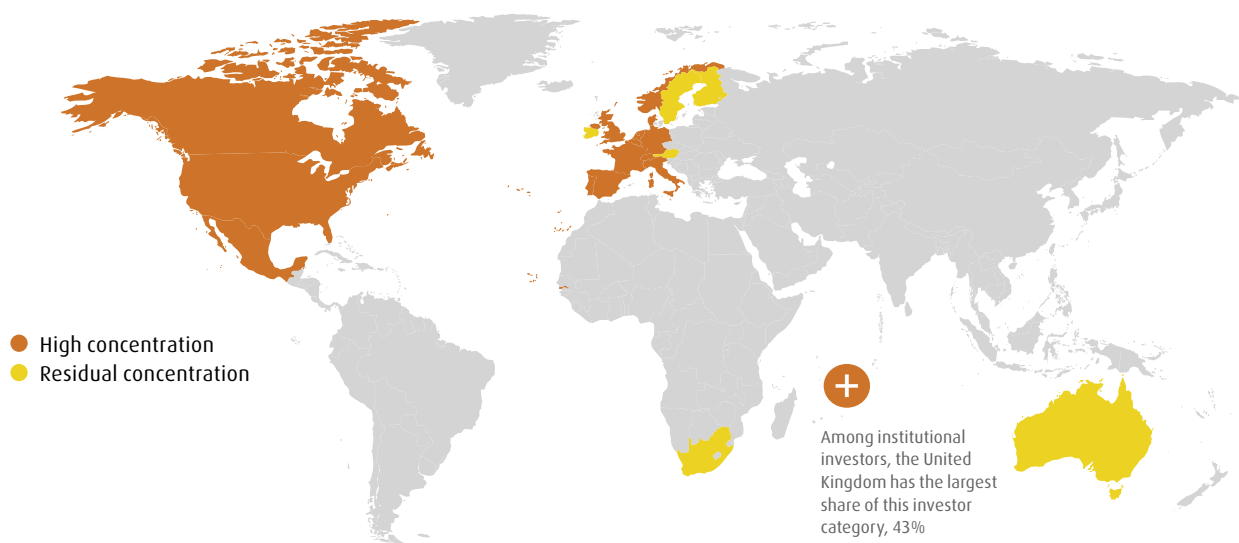 High concentration
Residual concentration
+
Among institutional
investors, the United
Kingdom has the largest
share of this investor
category, 43%